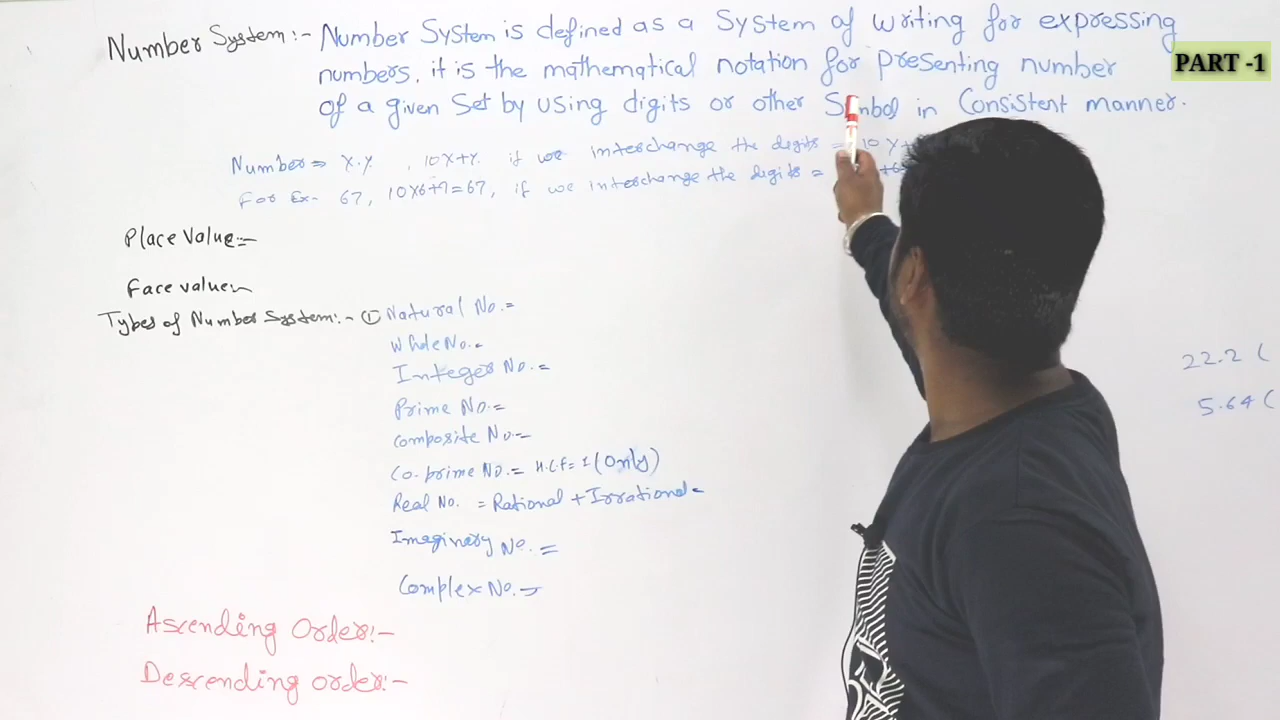 Number System:- Number System is defined as a System of writing for expressing
numbers, it is the mathematical notation for presenting number
of a given Set by using digits or other Symbol in Consistent manner.
PART -1
Number = X.Y , 10X+Y. if we interchange the digits = 10Y+
For Ex- 67, 10X6+7=67, if we interchange the digits =
Place Value:-
Face value:-
Types of Number System:- ① Natural No.=
Whole No.=
Integer No.=
Prime No.=
Composite No.=
Co-prime No.= H.C.F= 1 (Only)
Real No. = Rational + Irrational=
Imaginary No. =
Complex No.=
22.2 (
5.64 (
Ascending Order:-
Descending order:-